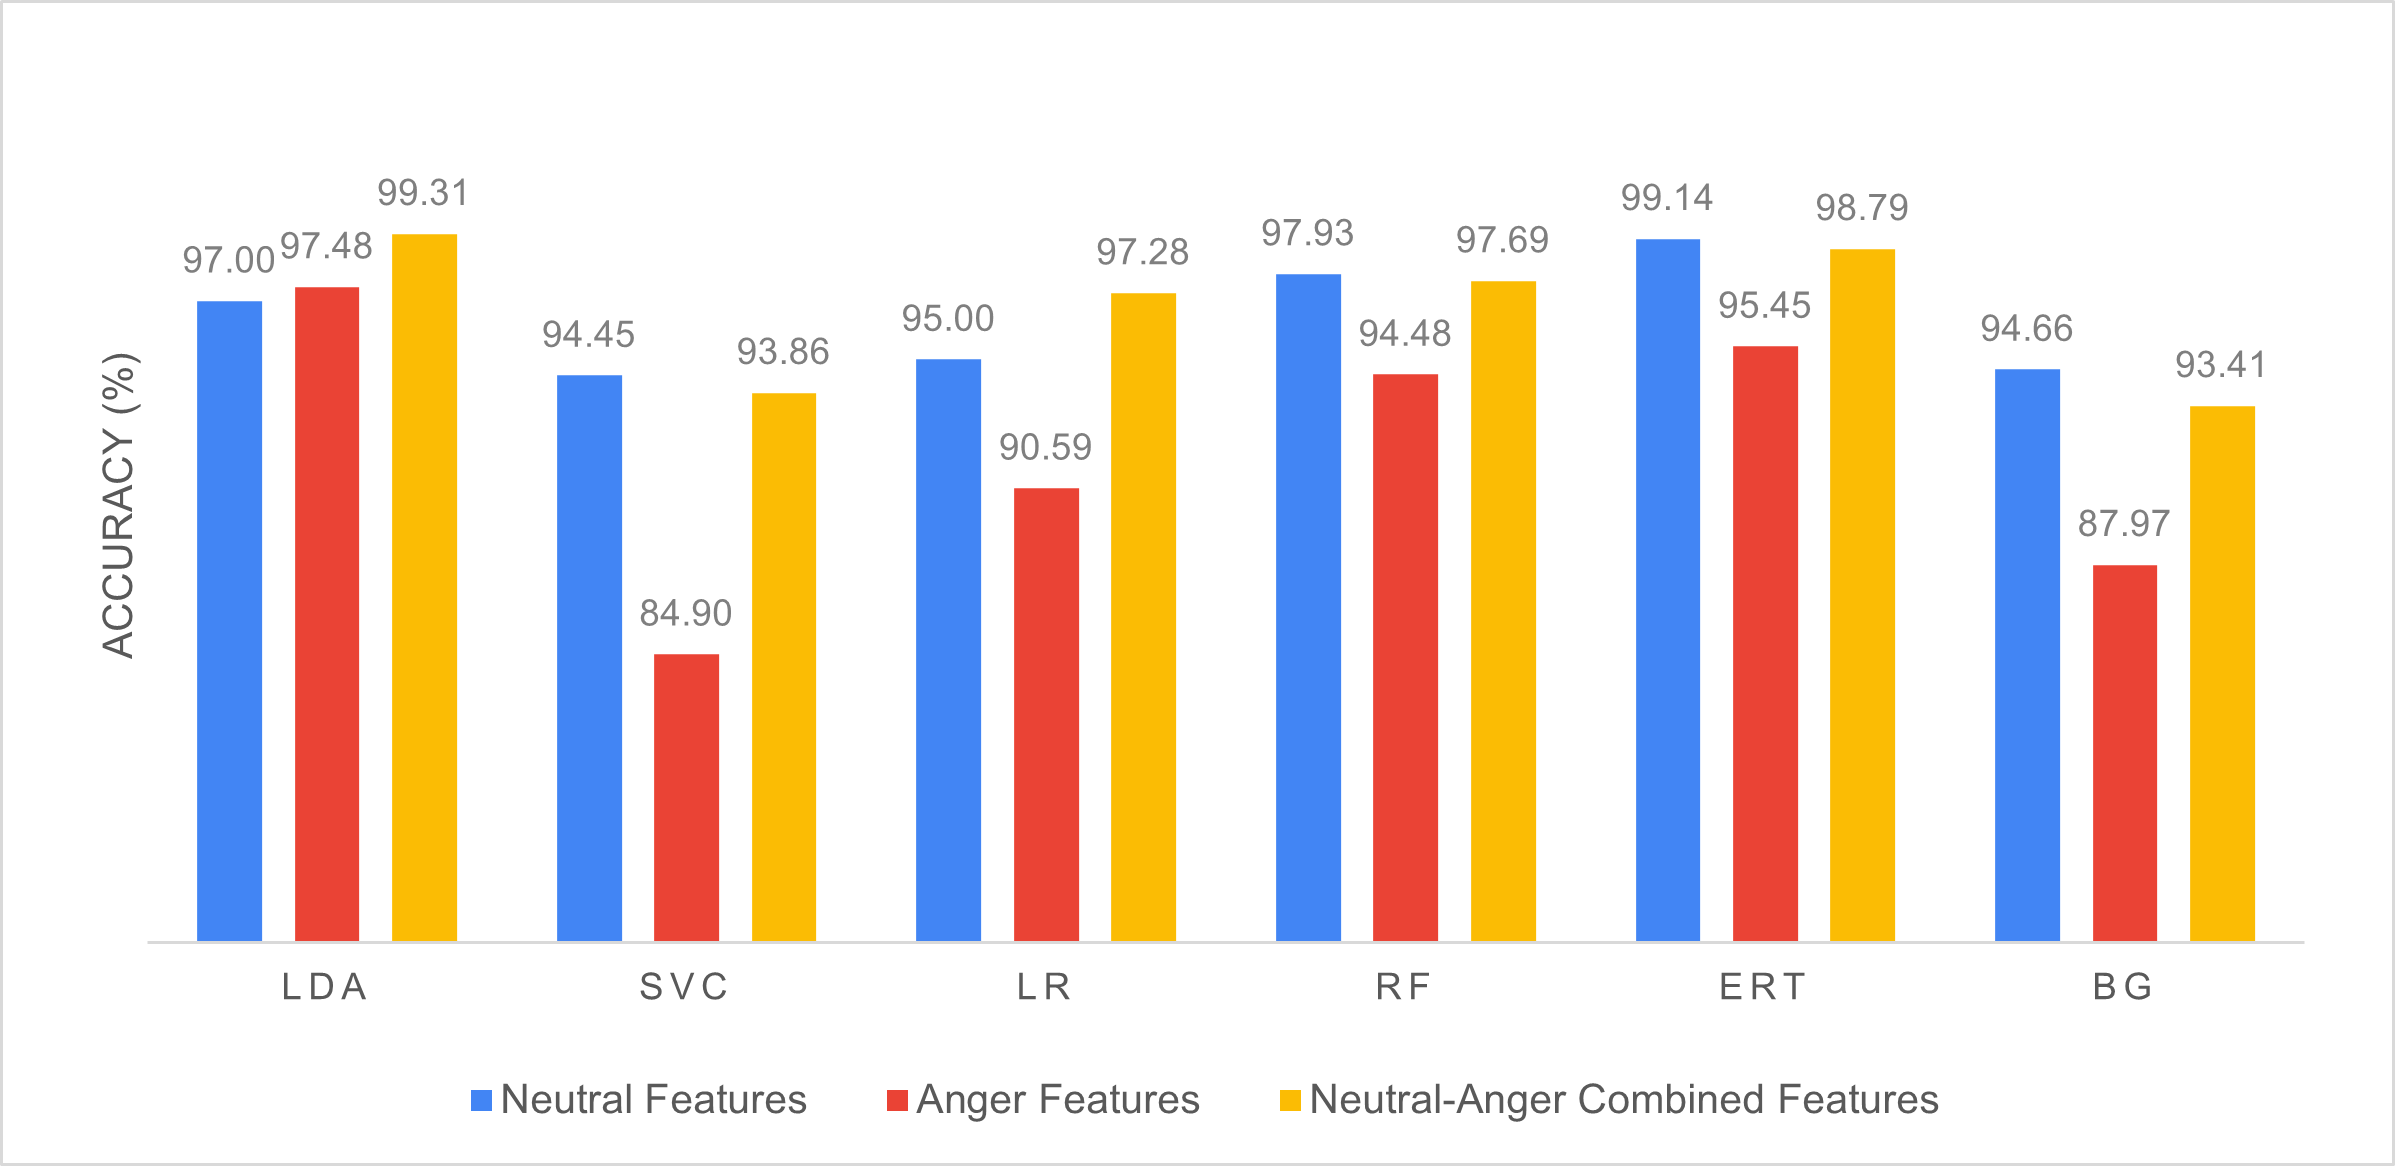 ACCURACY (%)
97.00 97.48 99.31
94.45 84.90 93.86
95.00 90.59 97.28
97.93 94.48 97.69
99.14 95.45 98.79
94.66 87.97 93.41
LDA SVC LR RF ERT BG
Neutral Features Anger Features Neutral-Anger Combined Features